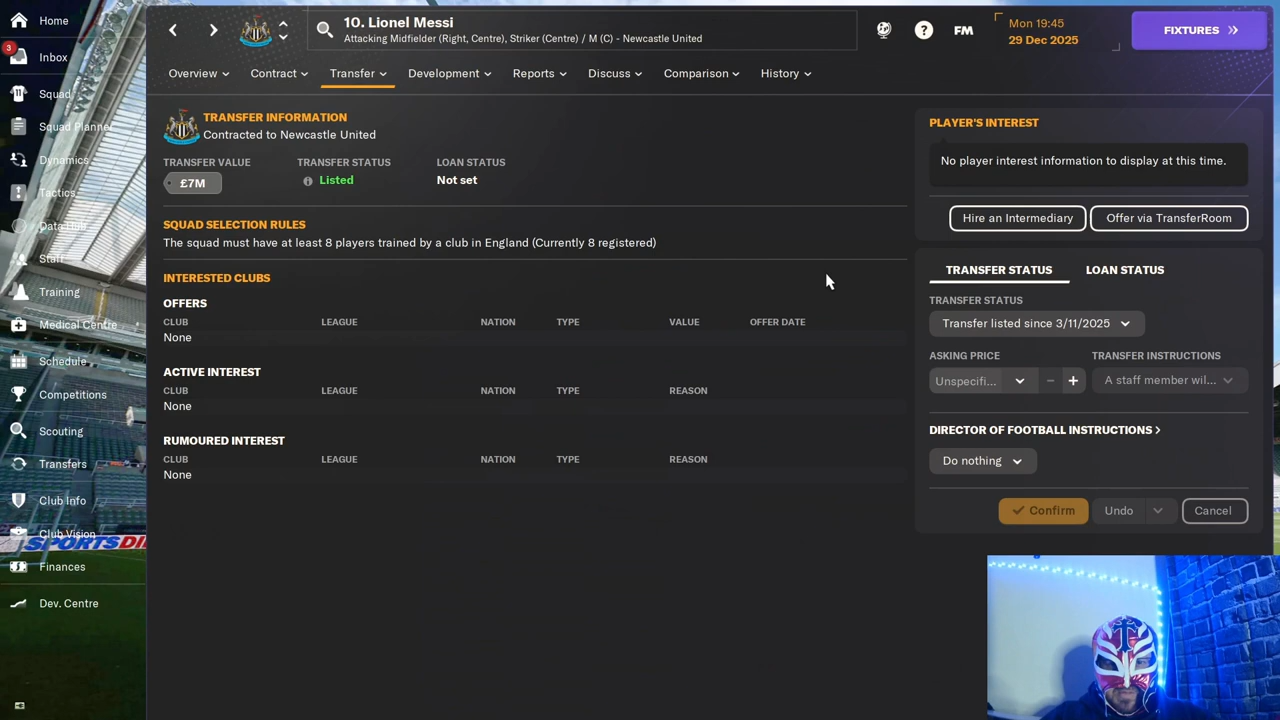 Home
3
Inbox
Squad
Squad Planner
Dynamics
Tactics
Staff
Training
Medical Centre
Schedule
Competitions
Scouting
Transfers
Club Info
Club Vision
Finances
Dev. Centre
10. Lionel Messi
Attacking Midfielder (Right, Centre), Striker (Centre) / M (C) - Newcastle United
?
FM
Mon 19:45
29 Dec 2025
FIXTURES
Overview
Contract
Transfer
Development
Reports
Discuss
Comparison
History
TRANSFER INFORMATION
Contracted to Newcastle United
TRANSFER VALUE TRANSFER STATUS LOAN STATUS
£7M Listed Not set
SQUAD SELECTION RULES
The squad must have at least 8 players trained by a club in England (Currently 8 registered)
INTERESTED CLUBS
OFFERS
CLUB LEAGUE NATION TYPE VALUE OFFER DATE
None
ACTIVE INTEREST
CLUB LEAGUE NATION TYPE REASON
None
RUMOURED INTEREST
CLUB LEAGUE NATION TYPE REASON
None
PLAYER'S INTEREST
No player interest information to display at this time.
Hire an Intermediary Offer via TransferRoom
TRANSFER STATUS LOAN STATUS
TRANSFER STATUS
Transfer listed since 3/11/2025
ASKING PRICE TRANSFER INSTRUCTIONS
Unspecifi... − + A staff member wil...
DIRECTOR OF FOOTBALL INSTRUCTIONS >
Do nothing
Confirm Undo Cancel